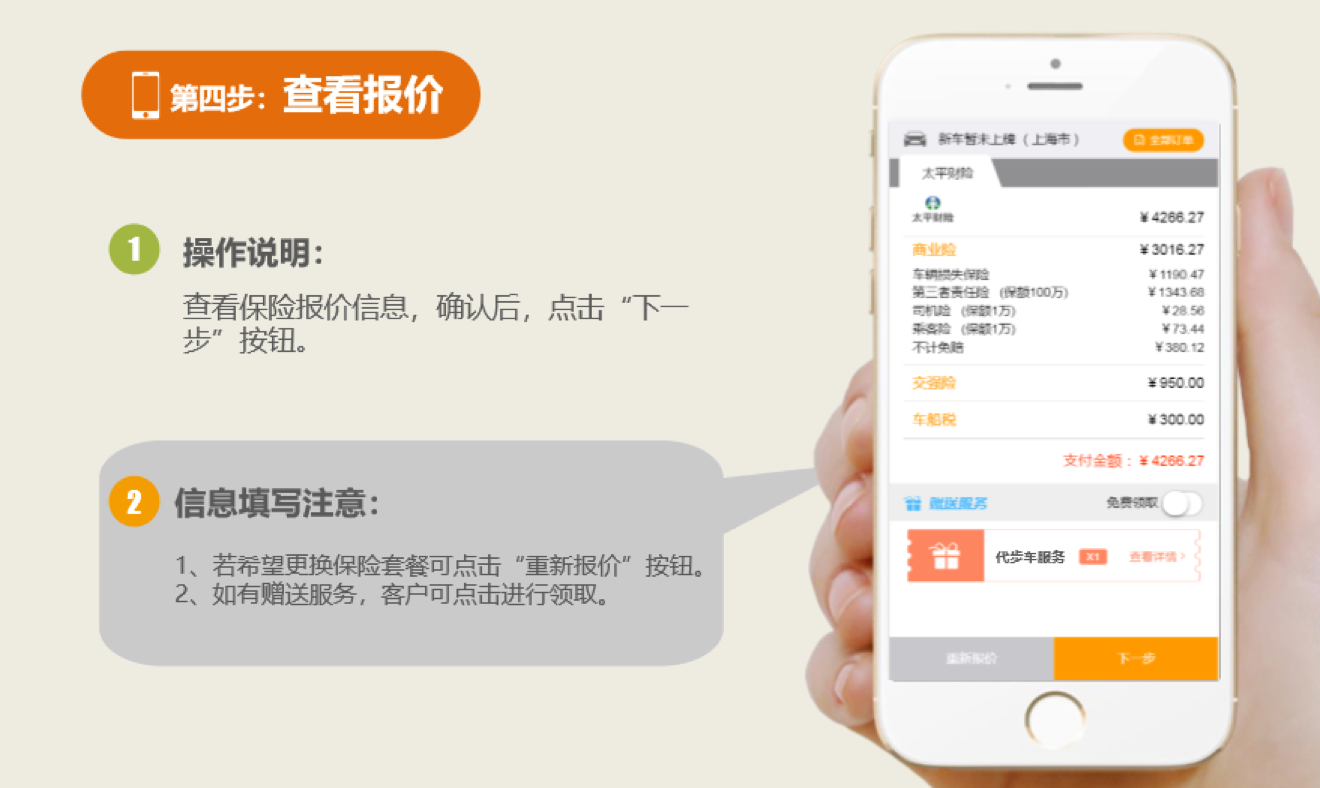 第四步：查看报价
1 操作说明：
查看保险报价信息，确认后，点击“下一
步”按钮。
2 信息填写注意：
1、若希望更换保险套餐可点击“重新报价”按钮。
2、如有赠送服务，客户可点击进行领取。
新车暂未上牌（上海市） 全部订单
太平财险
太平财险 ¥4266.27
商业险 ¥3016.27
车辆损失保险 ¥1190.47
第三者责任险 (保额100万) ¥1343.68
司机险 (保额1万) ¥28.56
乘客险 (保额1万) ¥73.44
不计免赔 ¥380.12
交强险 ¥950.00
车船税 ¥300.00
支付金额：¥4266.27
赠送服务 免费领取
代步车服务 X1 查看详情>
重新报价 下一步